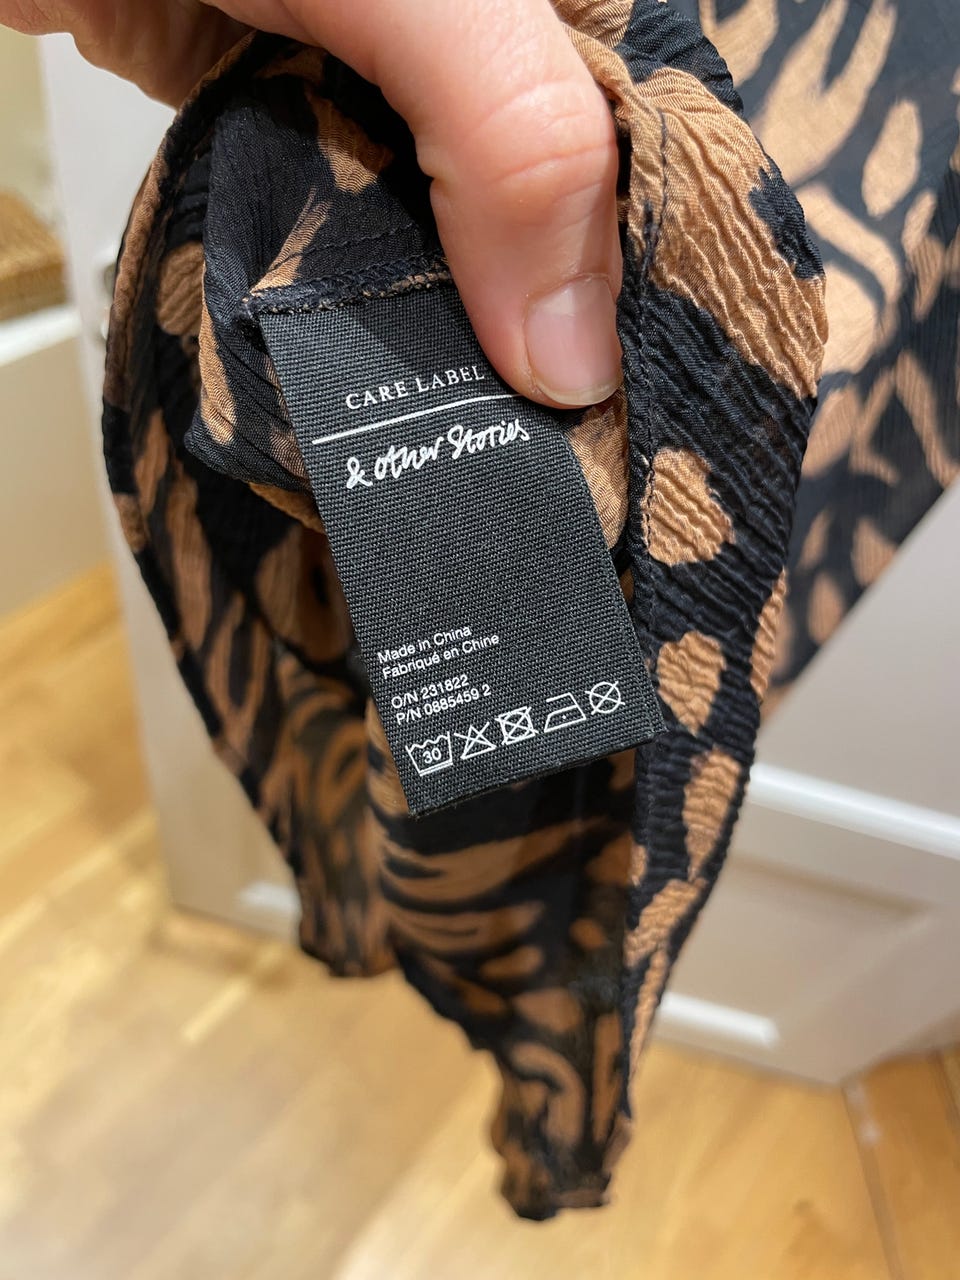 CARE LABEL
& other Stories
Made in China
Fabriqué en Chine
O/N 231822
P/N 0885459 2
30